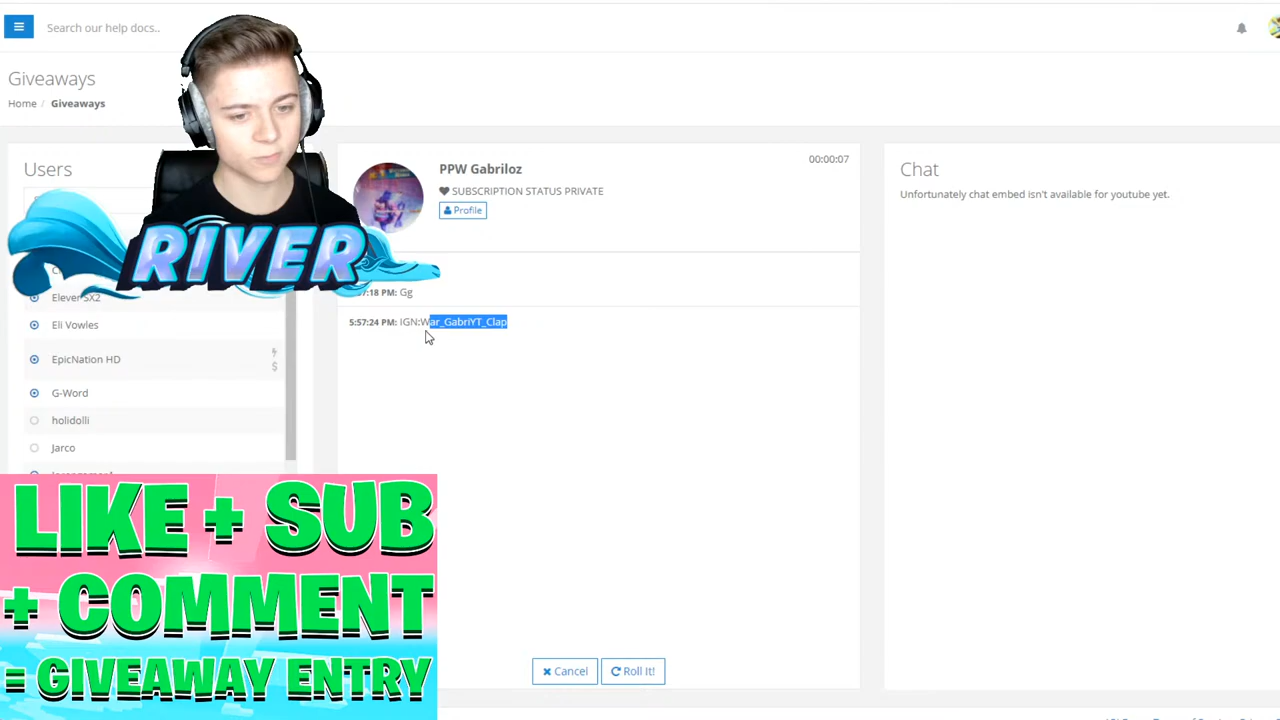 Search our help docs..
Giveaways
Home / Giveaways
Users
PPW Gabriloz
SUBSCRIPTION STATUS PRIVATE
Profile
00:00:07
Chat
Unfortunately chat embed isn't available for youtube yet.
RIVER
:18 PM: Gg
5:57:24 PM: IGN:War_GabriYT_Clap
Elever SX2
Eli Vowles
EpicNation HD
$
G-Word
holidolli
Jarco
Cancel
Roll It!
LIKE + SUB
+ COMMENT
= GIVEAWAY ENTRY